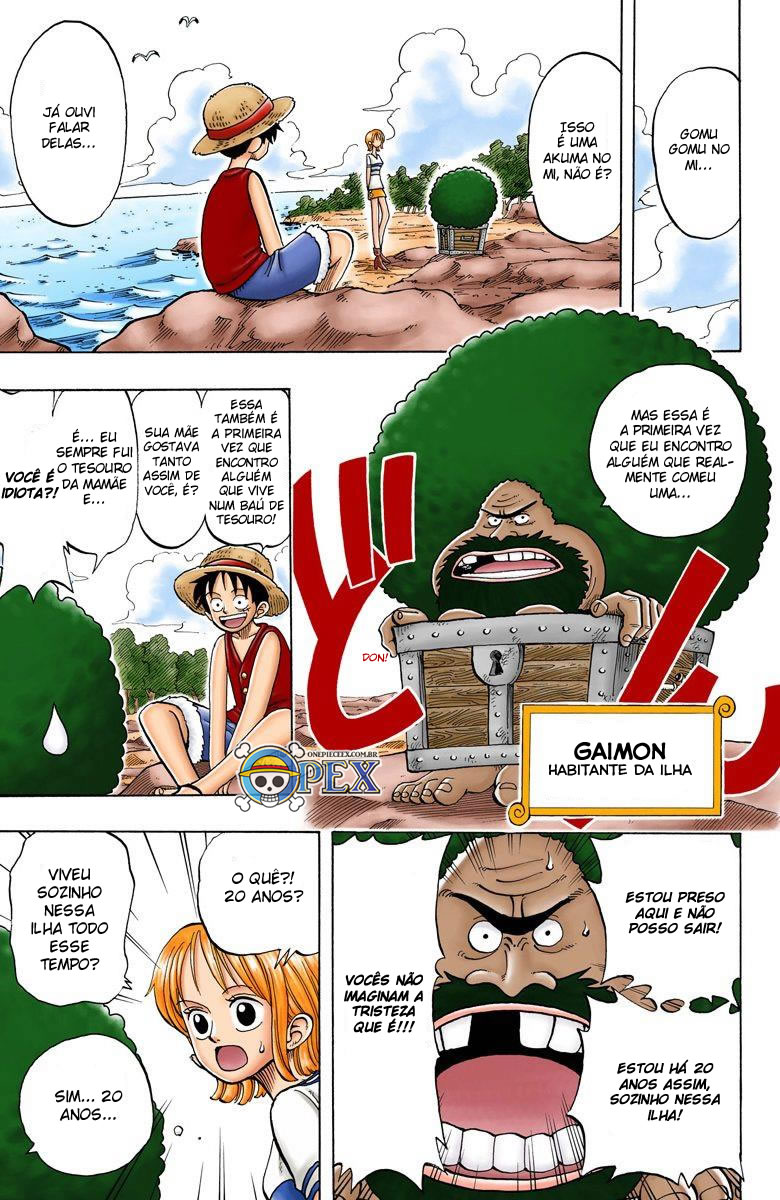 GOMU
GOMU NO
MI...
ISSO
É UMA
AKUMA NO
MI, NÃO É?
JÁ OUVI
FALAR
DELAS...
MAS ESSA É
A PRIMEIRA VEZ
QUE EU ENCONTRO
ALGUÉM QUE REAL-
MENTE COMEU
UMA...
ド
ン
DON!
GAIMON
HABITANTE DA ILHA
ESSA
TAMBÉM É
A PRIMEIRA
VEZ QUE
ENCONTRO
ALGUÉM
QUE VIVE
NUM BAÚ DE
TESOURO!
SUA MÃE
GOSTAVA
TANTO
ASSIM DE
VOCÊ, É?
É... EU
SEMPRE FUI
O TESOURO
DA MAMÃE
E...
VOCÊ É
IDIOTA?!
ONEPIECEEX.COM.BR
OPEX
ESTOU PRESO
AQUI E NÃO
POSSO SAIR!
VOCÊS NÃO
IMAGINAM A
TRISTEZA
QUE É!!!
ESTOU HÁ 20
ANOS ASSIM,
SOZINHO NESSA
ILHA!
O QUÊ?!
20 ANOS?
VIVEU
SOZINHO
NESSA
ILHA TODO
ESSE
TEMPO?
SIM... 20
ANOS...